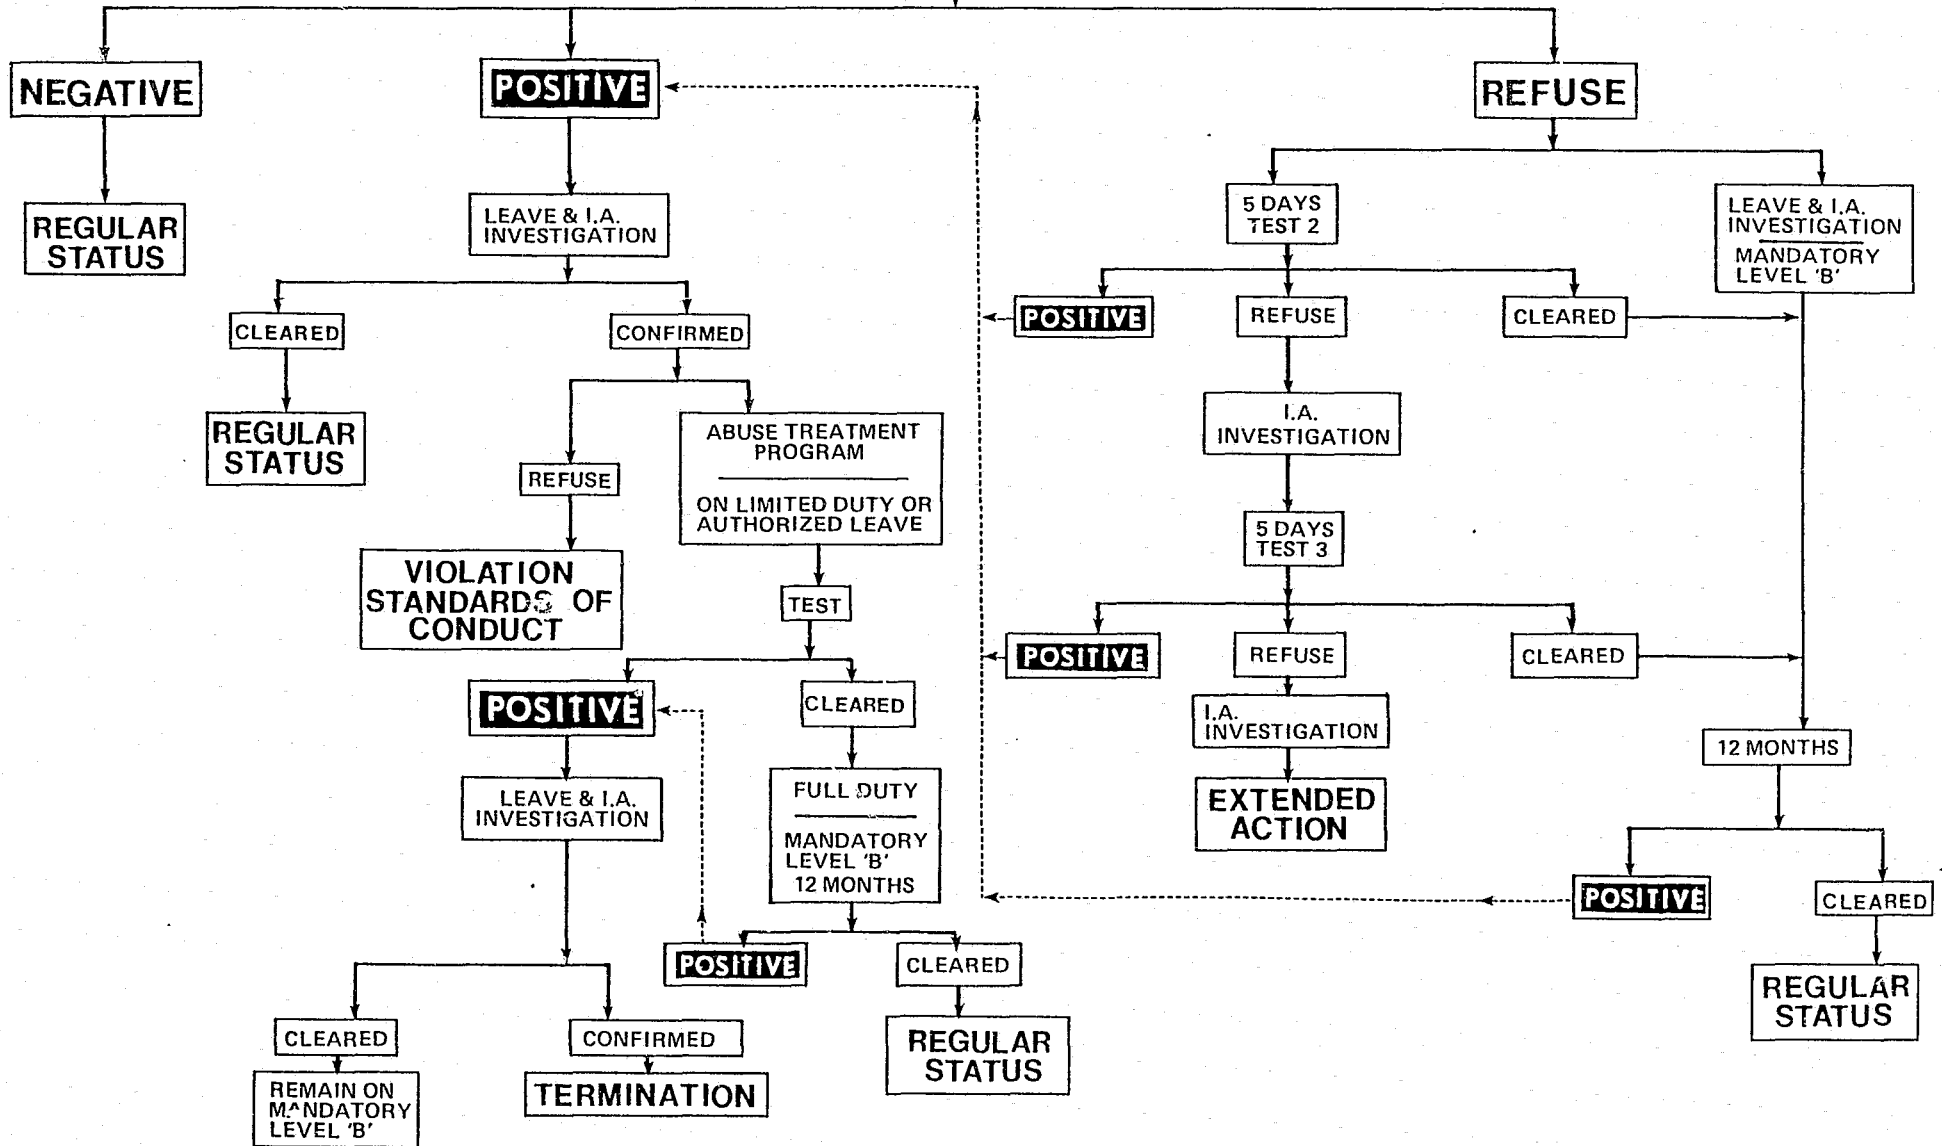 NEGATIVE
POSITIVE
REFUSE
REGULAR
STATUS
LEAVE & I.A.
INVESTIGATION
5 DAYS
TEST 2
LEAVE & I.A.
INVESTIGATION
MANDATORY
LEVEL 'B'
CLEARED
CONFIRMED
POSITIVE
REFUSE
CLEARED
REGULAR
STATUS
REFUSE
ABUSE TREATMENT
PROGRAM
ON LIMITED DUTY OR
AUTHORIZED LEAVE
I.A.
INVESTIGATION
5 DAYS
TEST 3
VIOLATION
STANDARDS OF
CONDUCT
TEST
POSITIVE
REFUSE
CLEARED
POSITIVE
CLEARED
I.A.
INVESTIGATION
12 MONTHS
LEAVE & I.A.
INVESTIGATION
FULL DUTY
MANDATORY
LEVEL 'B'
12 MONTHS
EXTENDED
ACTION
POSITIVE
CLEARED
POSITIVE
CLEARED
REGULAR
STATUS
CLEARED
CONFIRMED
REGULAR
STATUS
REMAIN ON
MANDATORY
LEVEL 'B'
TERMINATION